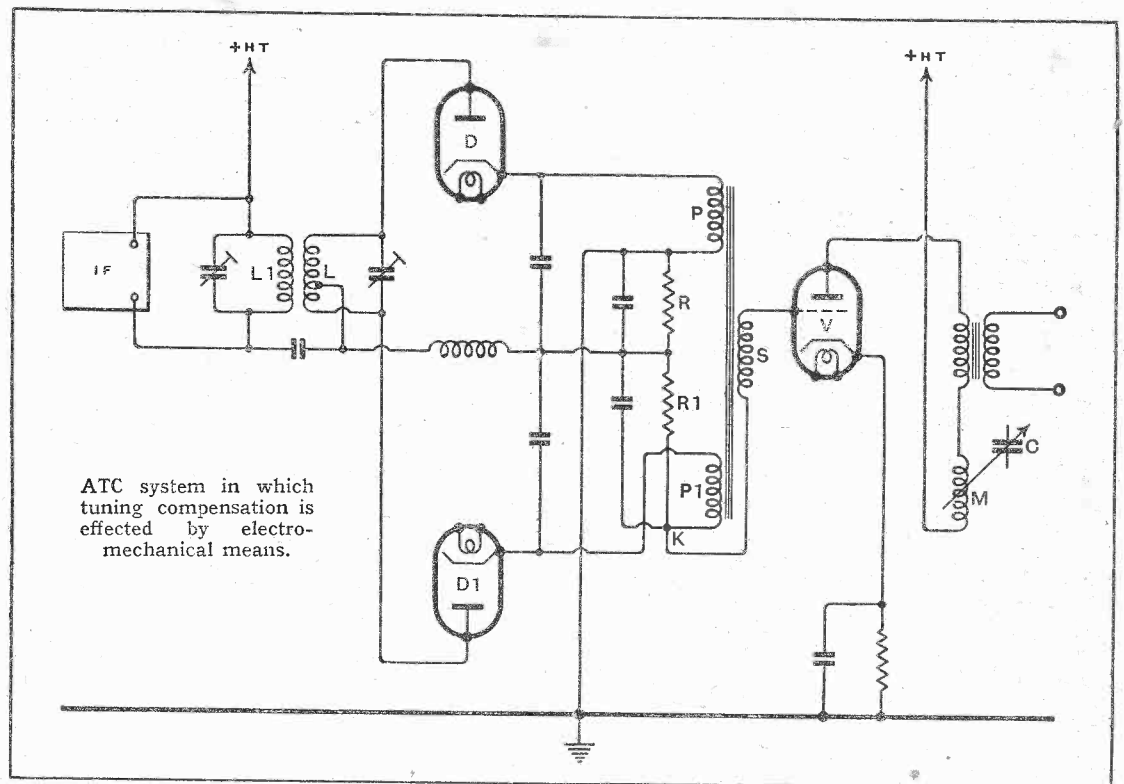 +HT
+HT
D
P
IF
L1
L
R
V
S
R1
C
P1
M
ATC system in which
tuning compensation is
effected by electro-
mechanical means.
K
D1